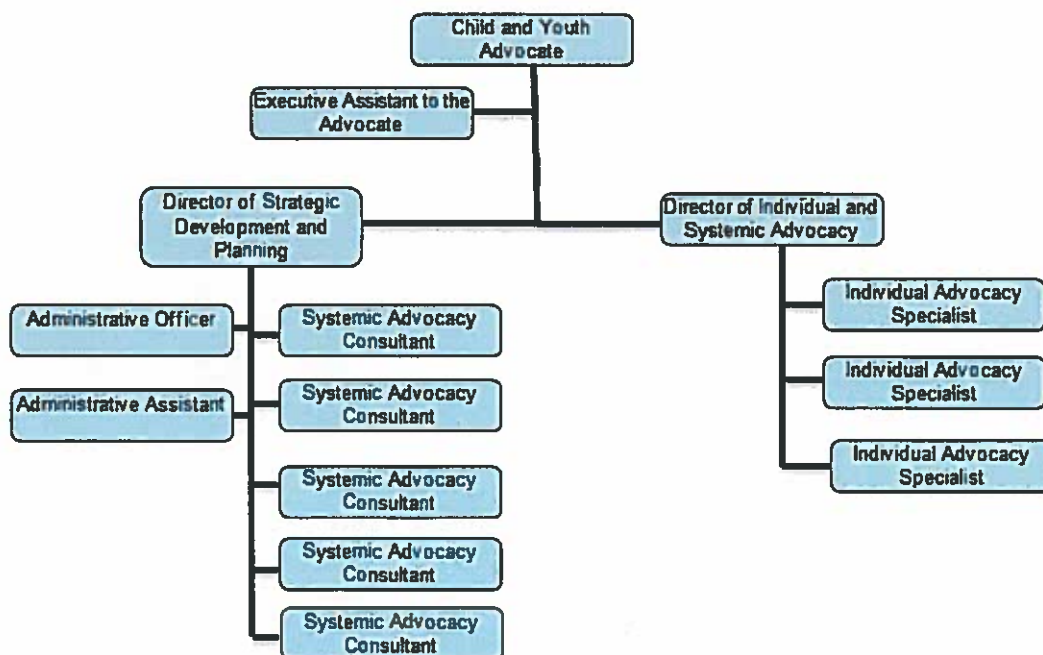 Child and Youth
Advocate
Executive Assistant to the
Advocate
Director of Strategic
Development and
Planning
Director of Individual and
Systemic Advocacy
Administrative Officer
Administrative Assistant
Systemic Advocacy
Consultant
Systemic Advocacy
Consultant
Systemic Advocacy
Consultant
Systemic Advocacy
Consultant
Systemic Advocacy
Consultant
Individual Advocacy
Specialist
Individual Advocacy
Specialist
Individual Advocacy
Specialist